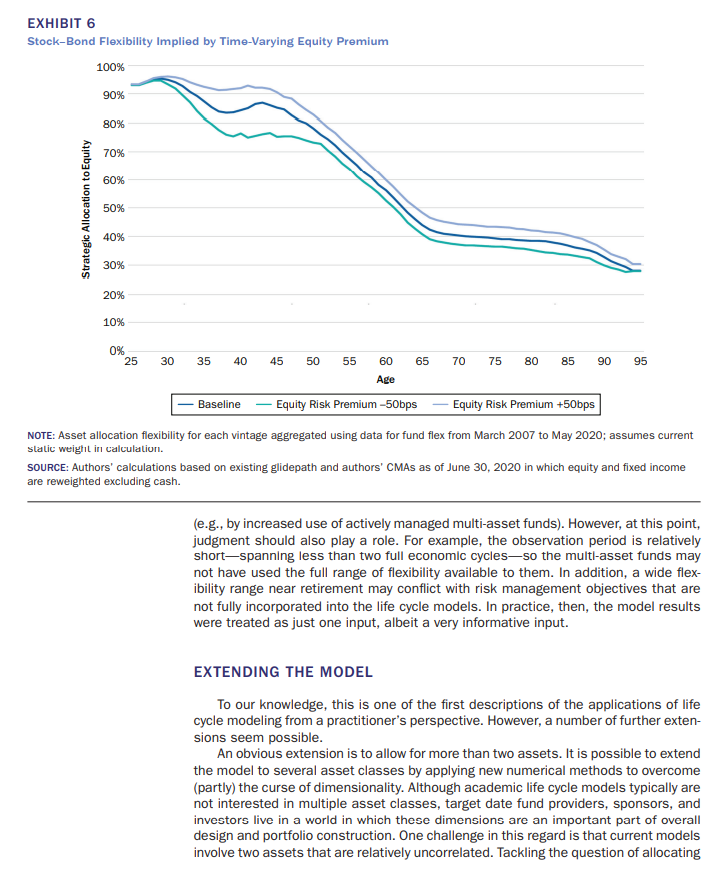 EXHIBIT 6
Stock–Bond Flexibility Implied by Time-Varying Equity Premium
100%
90%
80%
70%
60%
50%
40%
30%
20%
10%
0%
Strategic Allocation to Equity
25 30 35 40 45 50 55 60 65 70 75 80 85 90 95
Age
Baseline Equity Risk Premium –50bps Equity Risk Premium +50bps
NOTE: Asset allocation flexibility for each vintage aggregated using data for fund flex from March 2007 to May 2020; assumes current
static weight in calculation.
SOURCE: Authors' calculations based on existing glidepath and authors' CMAs as of June 30, 2020 in which equity and fixed income
are reweighted excluding cash.
(e.g., by increased use of actively managed multi-asset funds). However, at this point,
judgment should also play a role. For example, the observation period is relatively
short—spanning less than two full economic cycles—so the multi-asset funds may
not have used the full range of flexibility available to them. In addition, a wide flex-
ibility range near retirement may conflict with risk management objectives that are
not fully incorporated into the life cycle models. In practice, then, the model results
were treated as just one input, albeit a very informative input.
EXTENDING THE MODEL
To our knowledge, this is one of the first descriptions of the applications of life
cycle modeling from a practitioner's perspective. However, a number of further exten-
sions seem possible.
An obvious extension is to allow for more than two assets. It is possible to extend
the model to several asset classes by applying new numerical methods to overcome
(partly) the curse of dimensionality. Although academic life cycle models typically are
not interested in multiple asset classes, target date fund providers, sponsors, and
investors live in a world in which these dimensions are an important part of overall
design and portfolio construction. One challenge in this regard is that current models
involve two assets that are relatively uncorrelated. Tackling the question of allocating